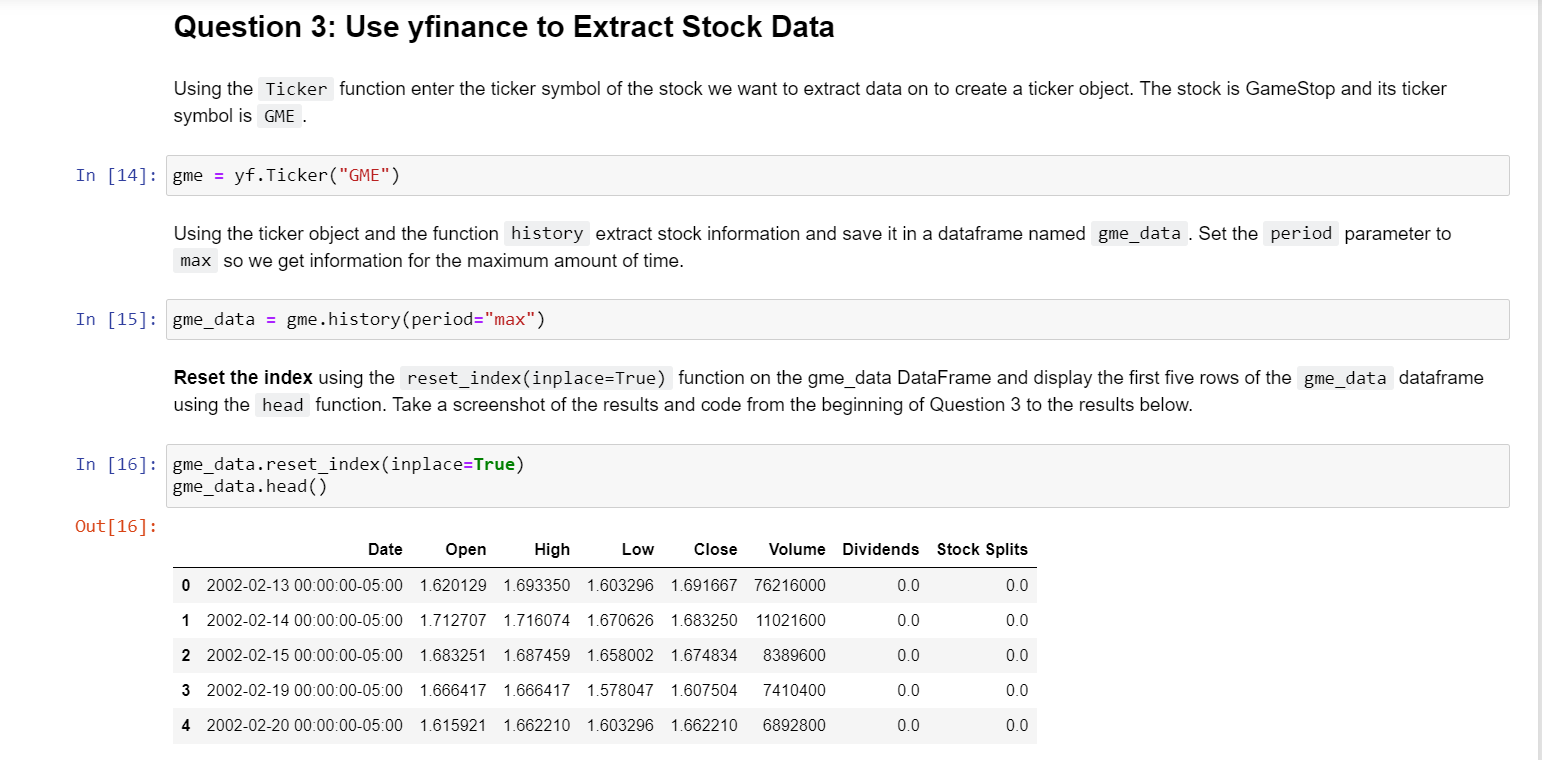 Question 3: Use yfinance to Extract Stock Data
Using the Ticker function enter the ticker symbol of the stock we want to extract data on to create a ticker object. The stock is GameStop and its ticker
symbol is GME .
In [14]: gme = yf.Ticker("GME")
Using the ticker object and the function history extract stock information and save it in a dataframe named gme_data . Set the period parameter to
max so we get information for the maximum amount of time.
In [15]: gme_data = gme.history(period="max")
Reset the index using the reset_index(inplace=True) function on the gme_data DataFrame and display the first five rows of the gme_data dataframe
using the head function. Take a screenshot of the results and code from the beginning of Question 3 to the results below.
In [16]: gme_data.reset_index(inplace=True)
gme_data.head()
Out[16]:
Date Open High Low Close Volume Dividends Stock Splits
0 2002-02-13 00:00:00-05:00 1.620129 1.693350 1.603296 1.691667 76216000 0.0 0.0
1 2002-02-14 00:00:00-05:00 1.712707 1.716074 1.670626 1.683250 11021600 0.0 0.0
2 2002-02-15 00:00:00-05:00 1.683251 1.687459 1.658002 1.674834 8389600 0.0 0.0
3 2002-02-19 00:00:00-05:00 1.666417 1.666417 1.578047 1.607504 7410400 0.0 0.0
4 2002-02-20 00:00:00-05:00 1.615921 1.662210 1.603296 1.662210 6892800 0.0 0.0